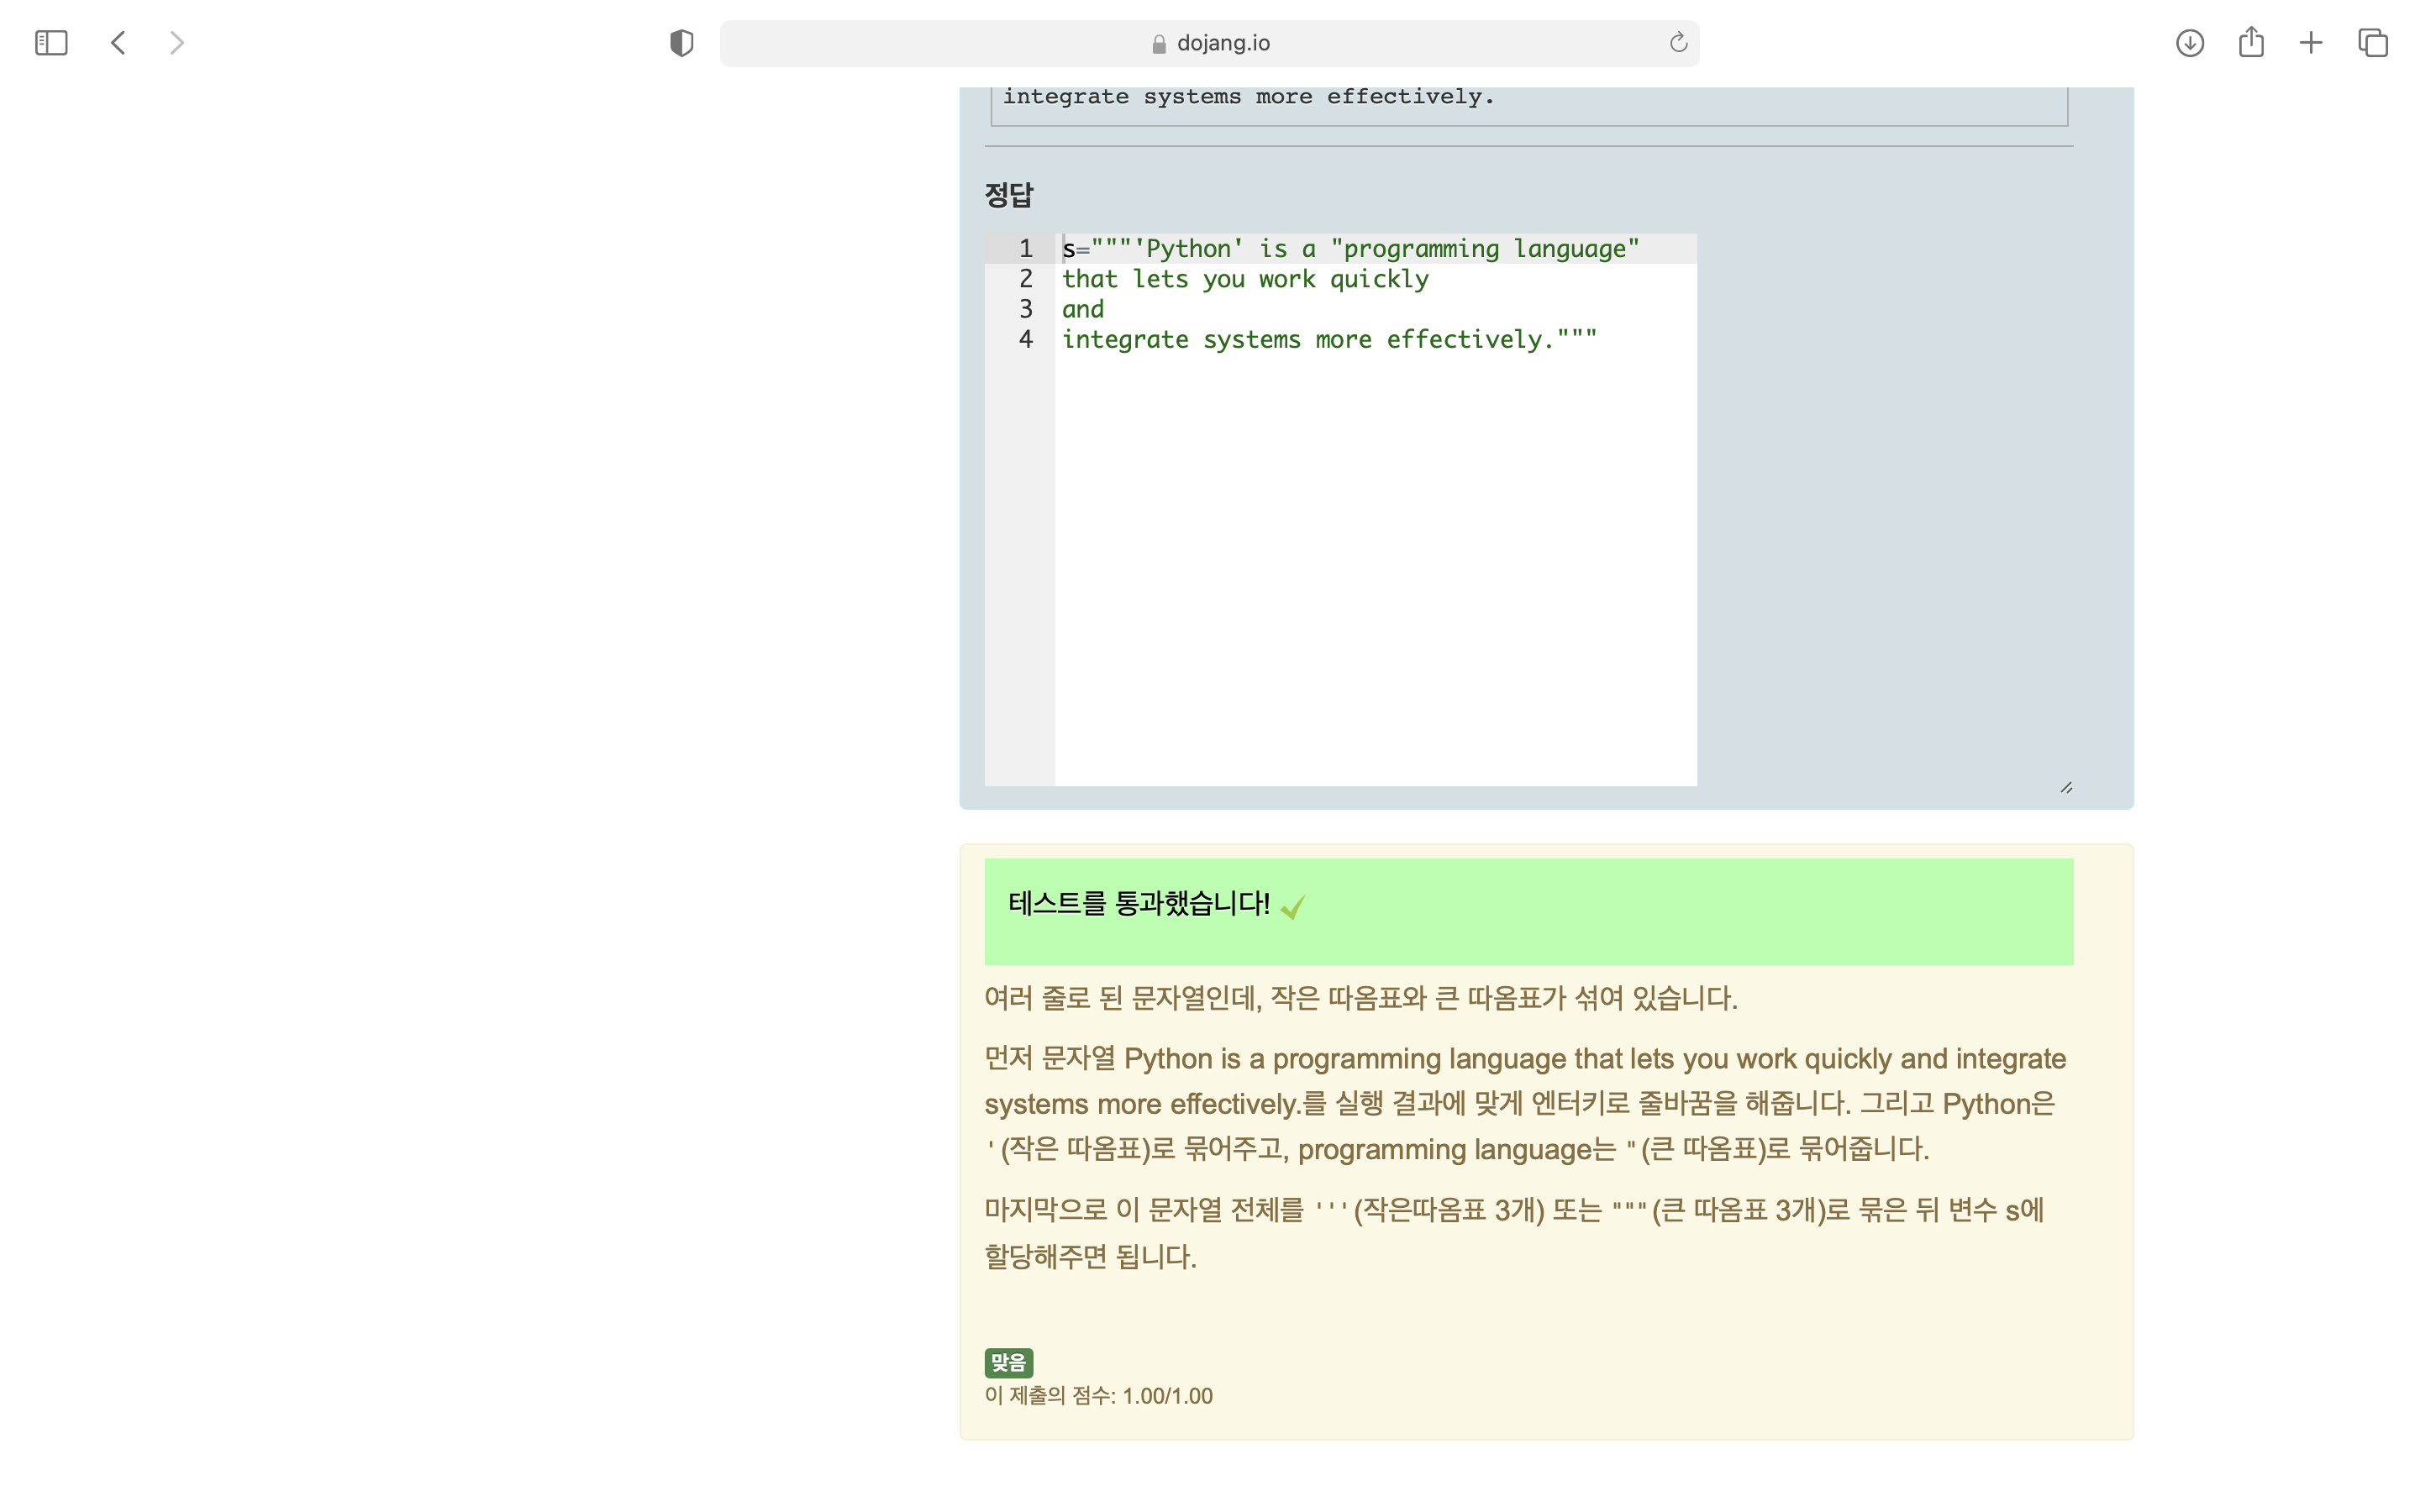 dojang.io
integrate systems more effectively.
정답
1 s="""'Python' is a "programming language"
2 that lets you work quickly
3 and
4 integrate systems more effectively."""
테스트를 통과했습니다!
여러 줄로 된 문자열인데, 작은 따옴표와 큰 따옴표가 섞여 있습니다.
먼저 문자열 Python is a programming language that lets you work quickly and integrate
systems more effectively.를 실행 결과에 맞게 엔터키로 줄바꿈을 해줍니다. 그리고 Python은
'(작은 따옴표)로 묶어주고, programming language는 "(큰 따옴표)로 묶어줍니다.
마지막으로 이 문자열 전체를 '''(작은따옴표 3개) 또는 """(큰 따옴표 3개)로 묶은 뒤 변수 s에
할당해주면 됩니다.
맞음
이 제출의 점수: 1.00/1.00